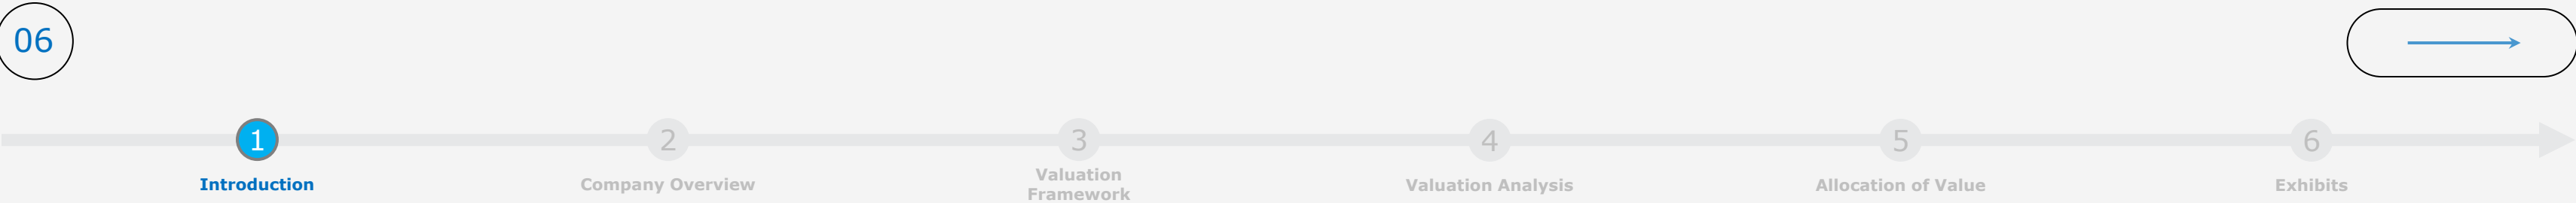 06
1
2
3
4
5
6
Introduction
Company Overview
Valuation
Framework
Valuation Analysis
Allocation of Value
Exhibits